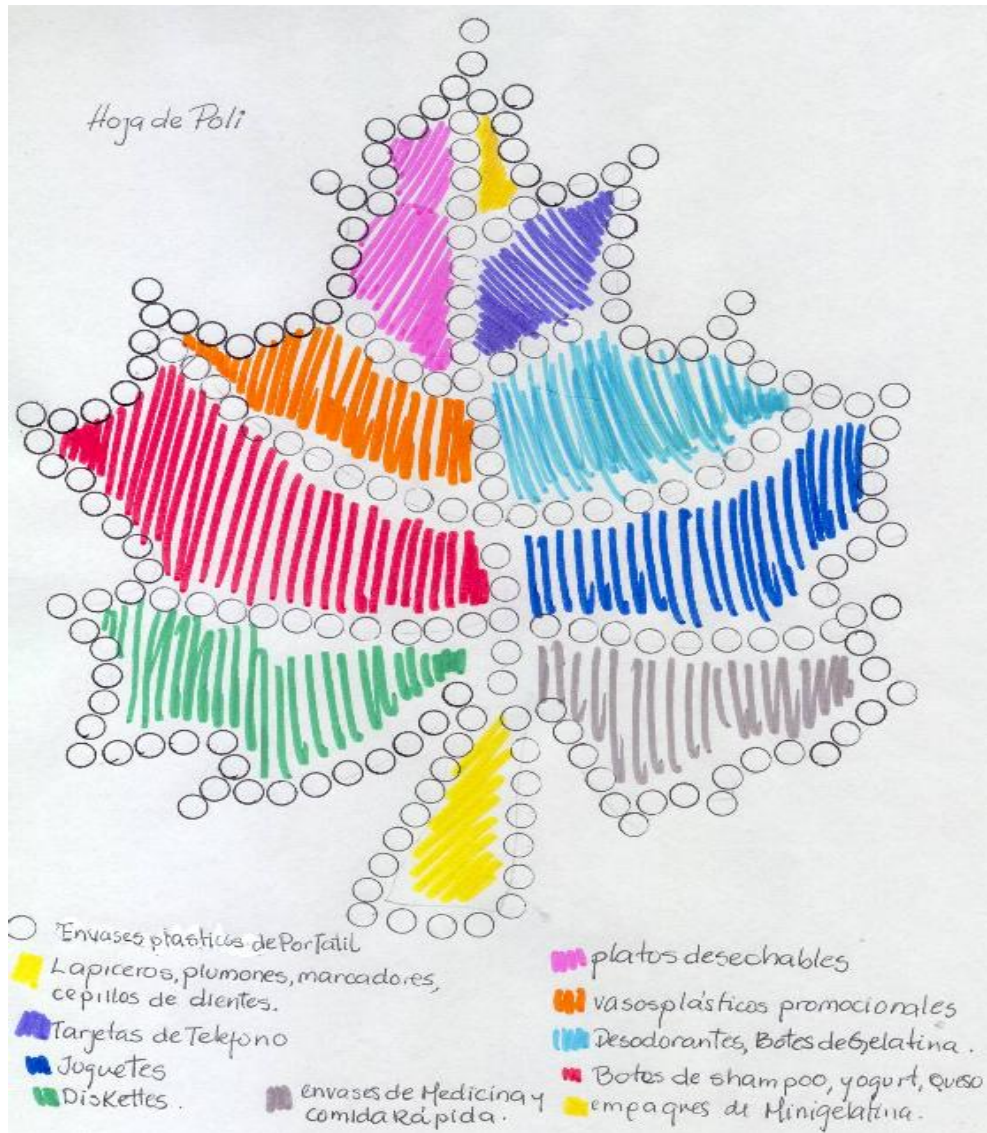 Hoja de Poli
Envases plasticos de Portatil
Lapiceros, plumones, marcadores,
cepillos de dientes.
Tarjetas de Telefono
Joguetes
Diskettes.
envases de Medicina y
comida Rápida.
platos desechables
vasos plásticos promocionales
Desodorantes, Botes de Gelatina.
Botes de shampoo, yogurt, queso
empaques de Minigelatina.